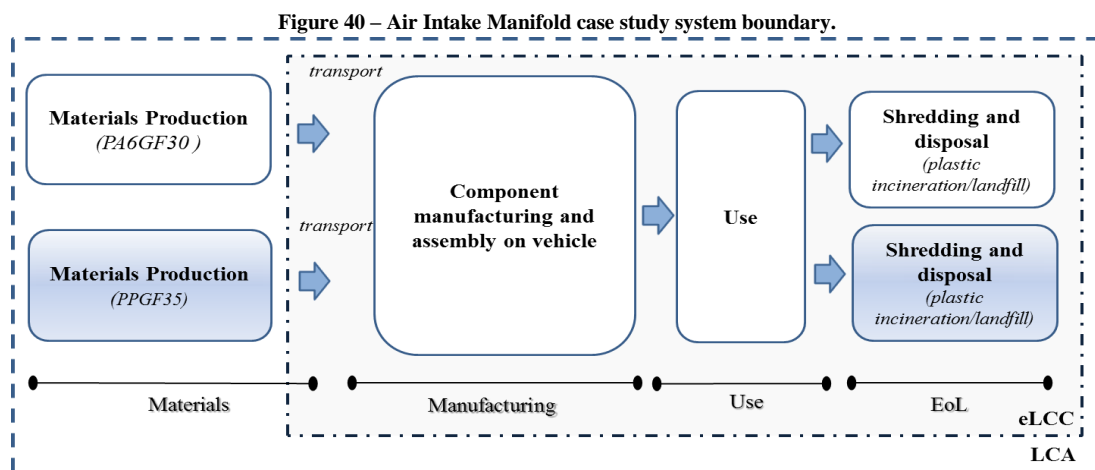 Figure 40 – Air Intake Manifold case study system boundary.
transport
Materials Production
(PA6GF30 )
Component
manufacturing and
assembly on vehicle
Use
Shredding and
disposal
(plastic
incineration/landfill)
transport
Materials Production
(PPGF35)
Shredding and
disposal
(plastic
incineration/landfill)
Materials
Manufacturing
Use
EoL
eLCC
LCA